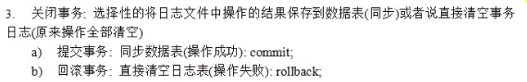 3. 关闭事务: 选择性的将日志文件中操作的结果保存到数据表(同步)或者说直接清空事务
日志(原来操作全部清空)
a) 提交事务: 同步数据表(操作成功): commit;
b) 回滚事务: 直接清空日志表(操作失败): rollback;